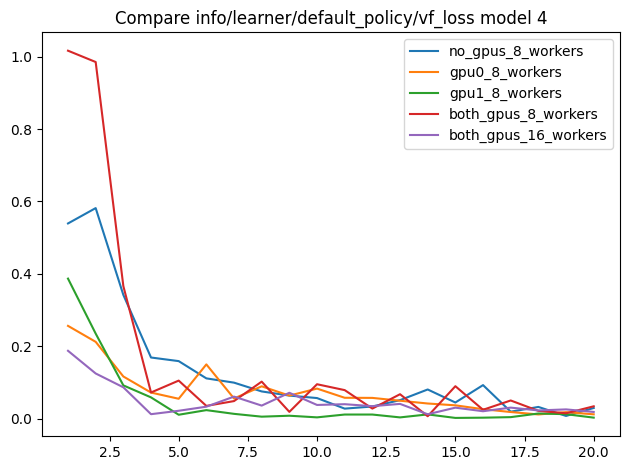 Compare info/learner/default_policy/vf_loss model 4
no_gpus_8_workers
gpu0_8_workers
gpu1_8_workers
both_gpus_8_workers
both_gpus_16_workers
1.0
0.8
0.6
0.4
0.2
0.0
2.5 5.0 7.5 10.0 12.5 15.0 17.5 20.0